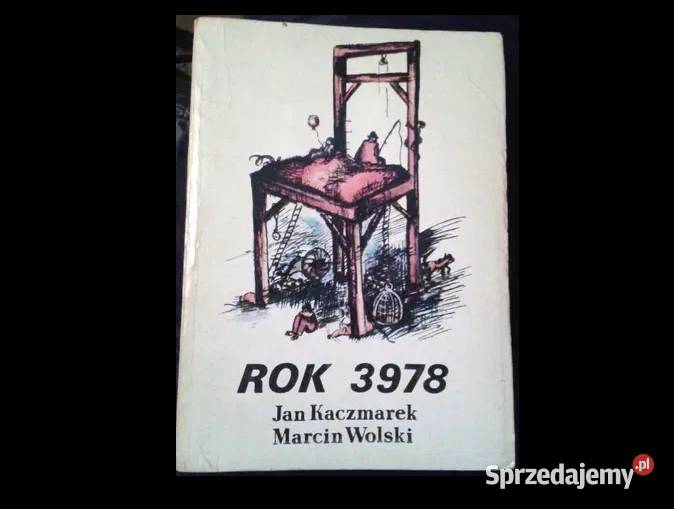 ROK 3978
Jan Kaczmarek
Marcin Wolski
Sprzedajemy.pl